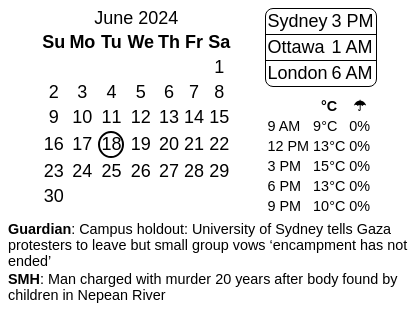 June 2024
Su Mo Tu We Th Fr Sa
1
2 3 4 5 6 7 8
9 10 11 12 13 14 15
16 17 18 19 20 21 22
23 24 25 26 27 28 29
30
Sydney 3 PM
Ottawa 1 AM
London 6 AM
°C ☂
9 AM 9°C 0%
12 PM 13°C 0%
3 PM 15°C 0%
6 PM 13°C 0%
9 PM 10°C 0%
Guardian: Campus holdout: University of Sydney tells Gaza
protesters to leave but small group vows ‘encampment has not
ended’
SMH: Man charged with murder 20 years after body found by
children in Nepean River